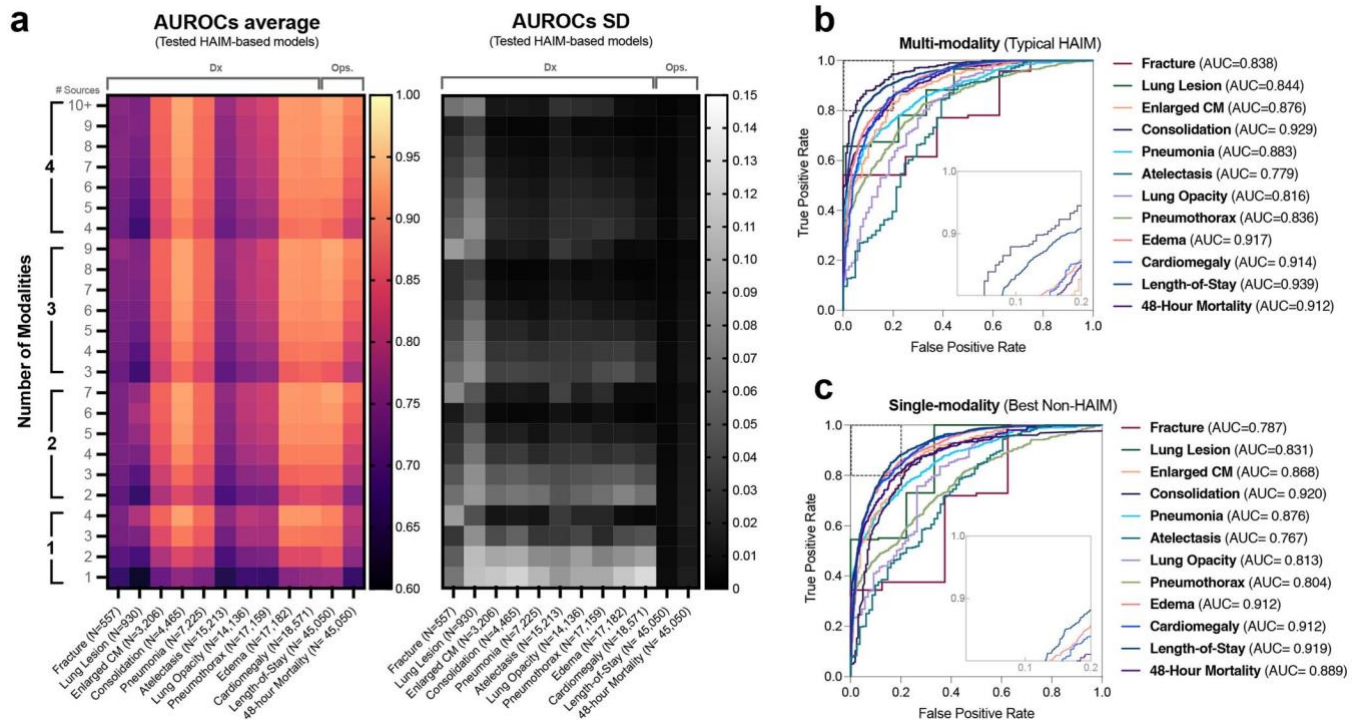 a
AUROCs average
(Tested HAIM-based models)
Dx
Ops.
# Sources
Number of Modalities
4
10+
9
8
7
6
5
4
3
9
8
7
6
5
4
3
2
7
6
5
4
3
2
1
4
3
2
1
1.00
0.95
0.90
0.85
0.80
0.75
0.70
0.65
0.60
Fracture (N=557)
Lung Lesion (N=930)
Enlarged CM (N=3,206)
Consolidation (N=4,465)
Pneumonia (N=7,225)
Atelectasis (N=15,213)
Lung Opacity (N=14,136)
Pneumothorax (N=17,159)
Edema (N=17,182)
Cardiomegaly (N=18,571)
Length-of-Stay (N= 45,050)
48-hour Mortality (N= 45,050)
AUROCs SD
(Tested HAIM-based models)
Dx
Ops.
0.15
0.14
0.13
0.12
0.11
0.10
0.09
0.08
0.07
0.06
0.05
0.04
0.03
0.02
0.01
0
Fracture (N=557)
Lung Lesion (N=930)
Enlarged CM (N=3,206)
Consolidation (N=4,465)
Pneumonia (N=7,225)
Atelectasis (N=15,213)
Lung Opacity (N=14,136)
Pneumothorax (N=17,159)
Edema (N=17,182)
Cardiomegaly (N=18,571)
Length-of-Stay (N= 45,050)
48-hour Mortality (N= 45,050)
b
Multi-modality (Typical HAIM)
True Positive Rate
1.0
0.8
0.6
0.4
0.2
0.0
0.0 0.2 0.4 0.6 0.8 1.0
False Positive Rate
1.0
0.9
0.1 0.2
Fracture (AUC=0.838)
Lung Lesion (AUC=0.844)
Enlarged CM (AUC=0.876)
Consolidation (AUC= 0.929)
Pneumonia (AUC=0.883)
Atelectasis (AUC=0.779)
Lung Opacity (AUC=0.816)
Pneumothorax (AUC=0.836)
Edema (AUC= 0.917)
Cardiomegaly (AUC=0.914)
Length-of-Stay (AUC=0.939)
48-Hour Mortality (AUC=0.912)
c
Single-modality (Best Non-HAIM)
True Positive Rate
1.0
0.8
0.6
0.4
0.2
0.0
0.0 0.2 0.4 0.6 0.8 1.0
False Positive Rate
1.0
0.9
0.1 0.2
Fracture (AUC=0.787)
Lung Lesion (AUC=0.831)
Enlarged CM (AUC= 0.868)
Consolidation (AUC= 0.920)
Pneumonia (AUC= 0.876)
Atelectasis (AUC= 0.767)
Lung Opacity (AUC= 0.813)
Pneumothorax (AUC= 0.804)
Edema (AUC= 0.912)
Cardiomegaly (AUC= 0.912)
Length-of-Stay (AUC= 0.919)
48-Hour Mortality (AUC= 0.889)